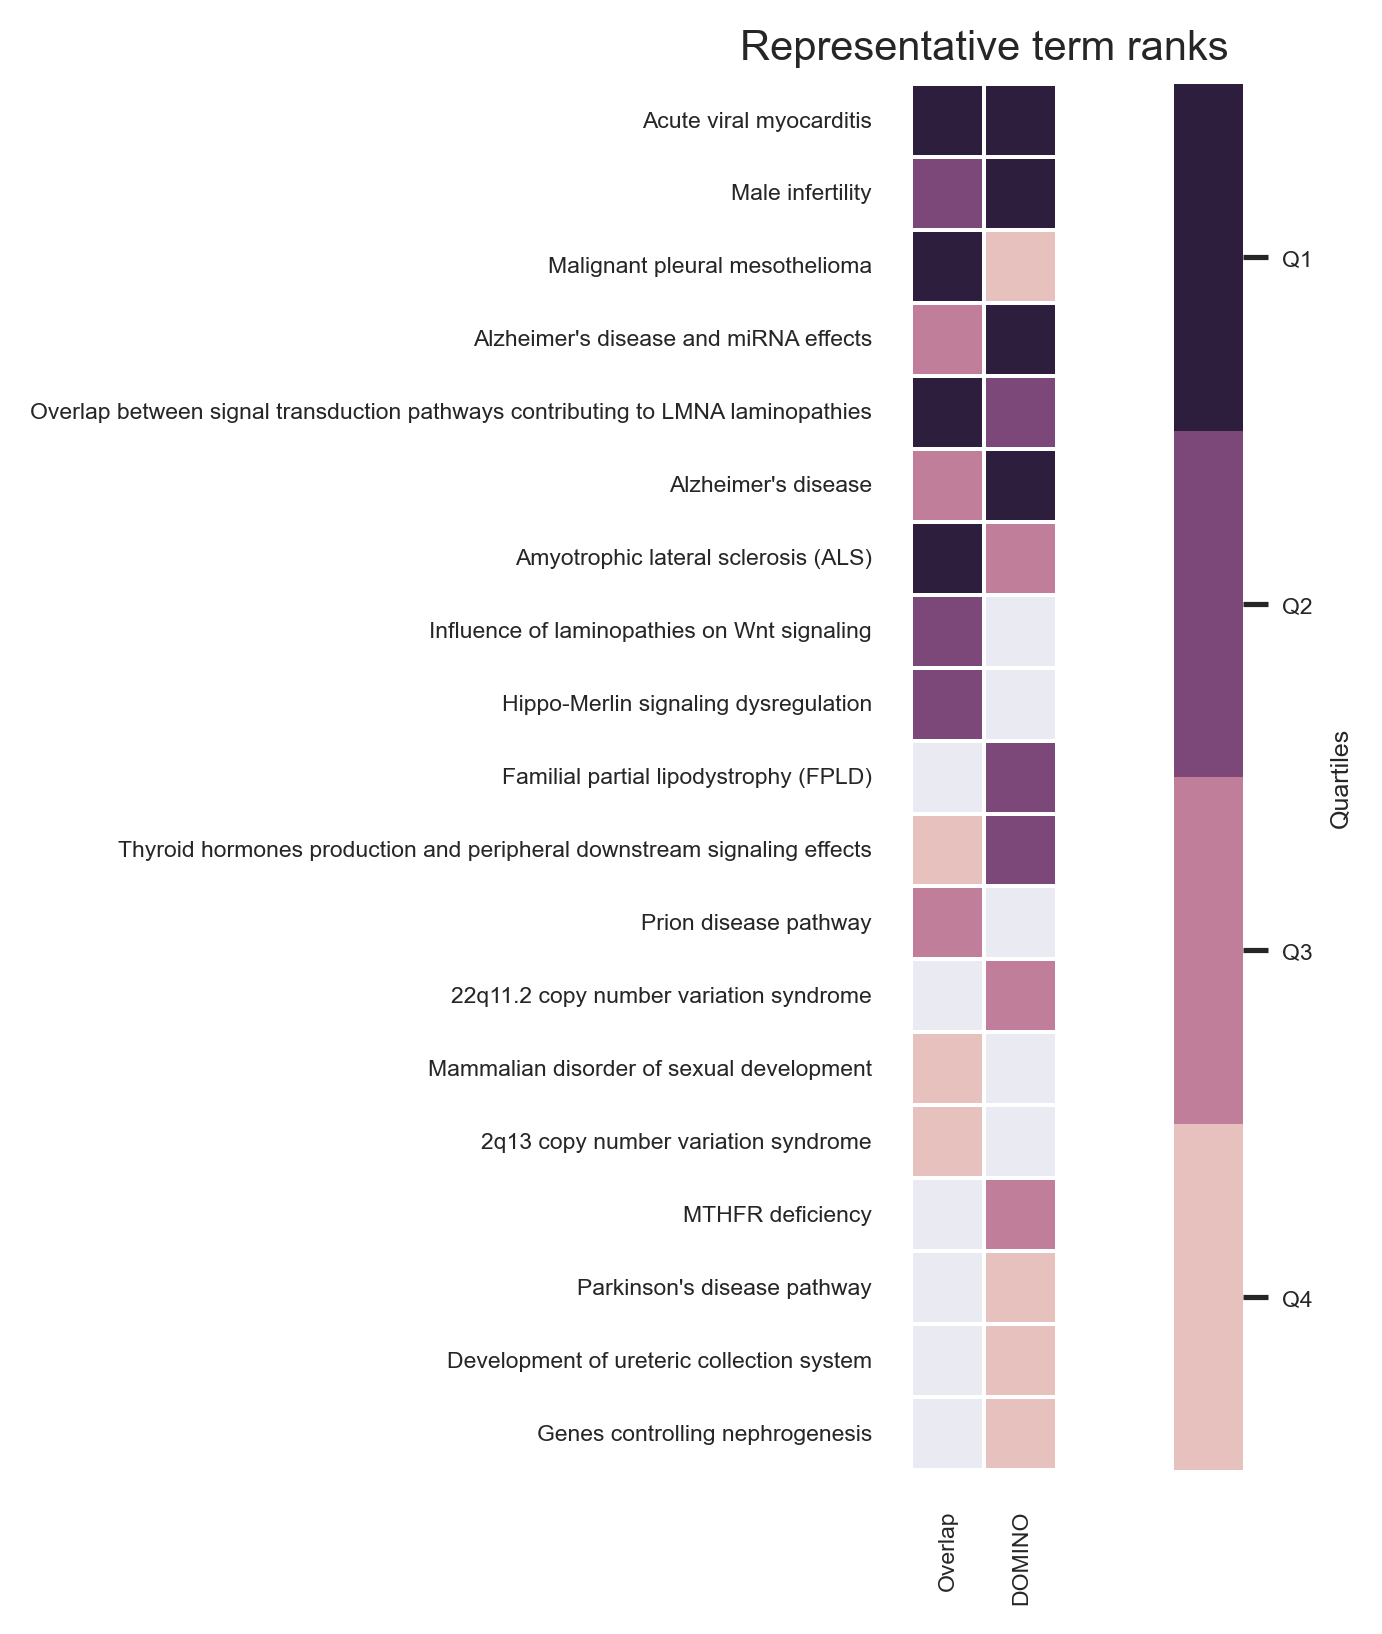 Representative term ranks
Acute viral myocarditis
Male infertility
Malignant pleural mesothelioma
Alzheimer's disease and miRNA effects
Overlap between signal transduction pathways contributing to LMNA laminopathies
Alzheimer's disease
Amyotrophic lateral sclerosis (ALS)
Influence of laminopathies on Wnt signaling
Hippo-Merlin signaling dysregulation
Familial partial lipodystrophy (FPLD)
Thyroid hormones production and peripheral downstream signaling effects
Prion disease pathway
22q11.2 copy number variation syndrome
Mammalian disorder of sexual development
2q13 copy number variation syndrome
MTHFR deficiency
Parkinson's disease pathway
Development of ureteric collection system
Genes controlling nephrogenesis
Overlap
DOMINO
Q1
Q2
Q3
Q4
Quartiles